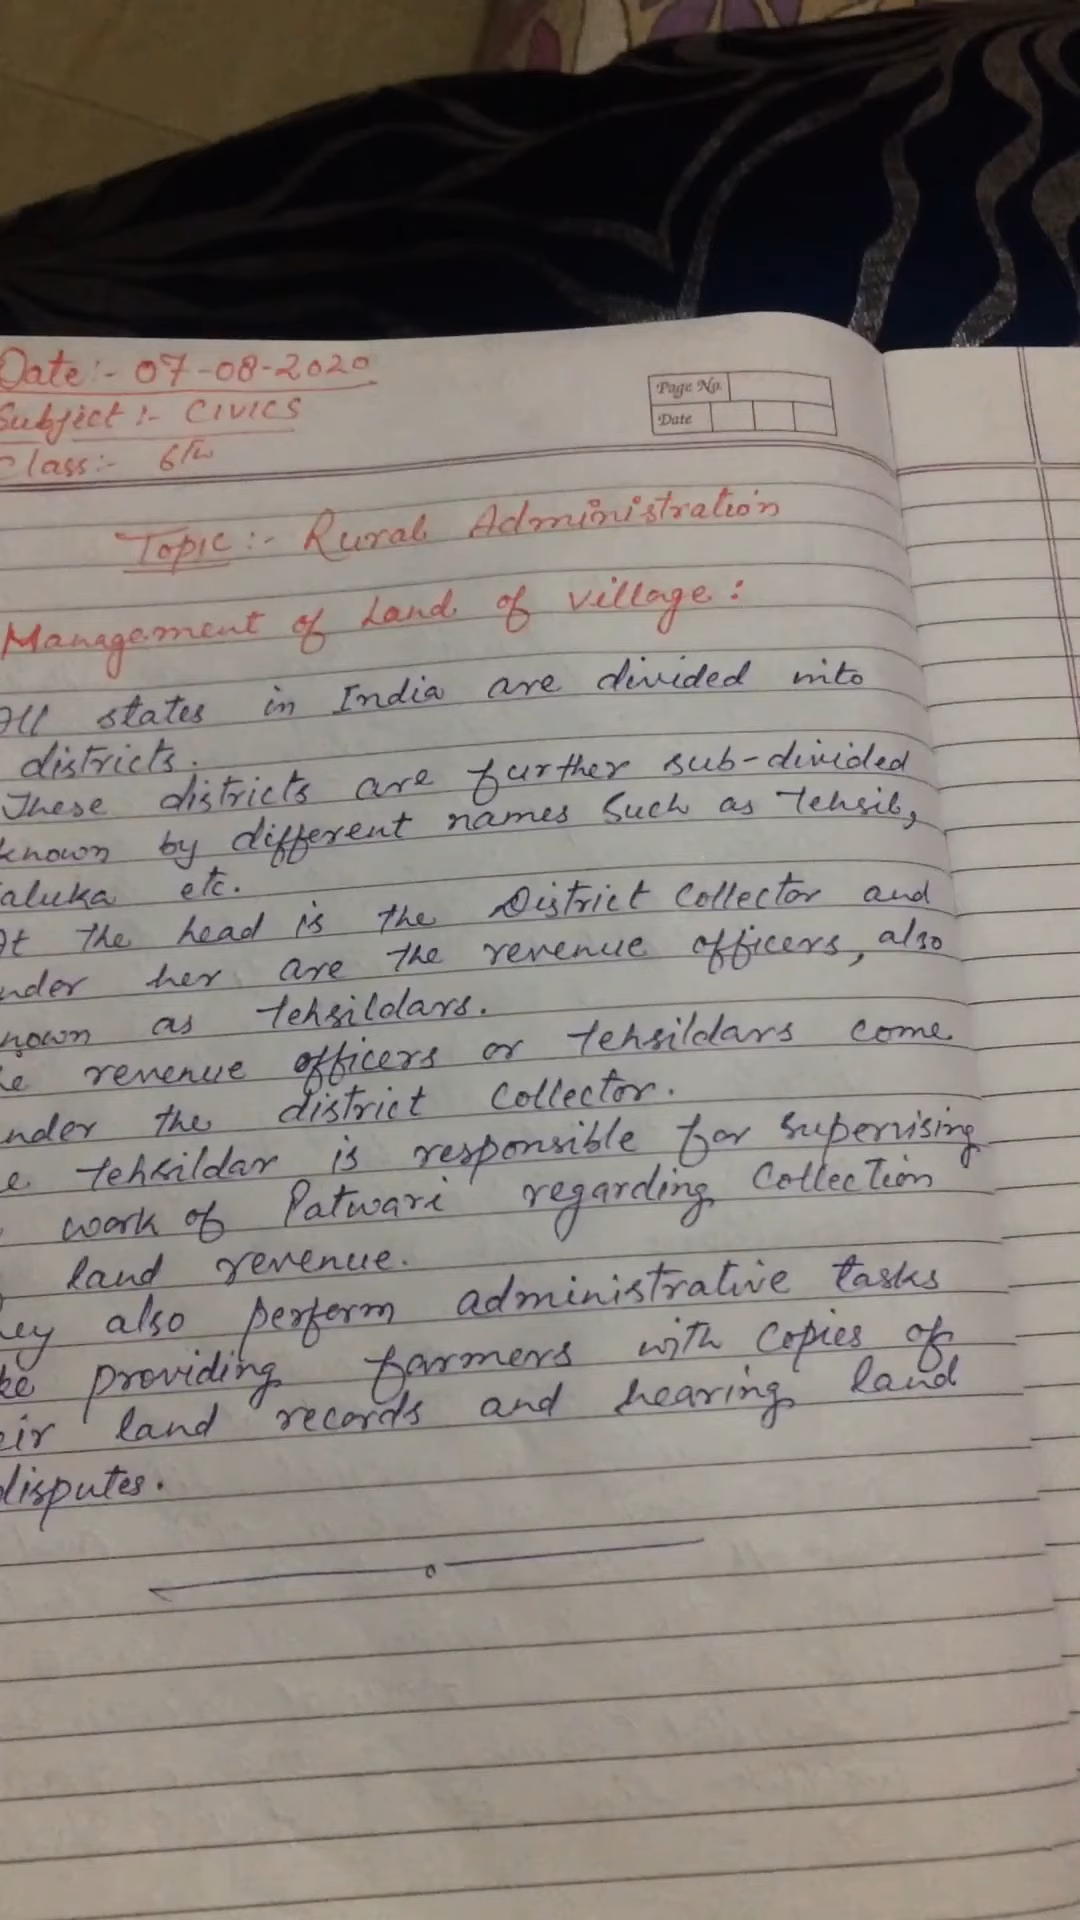 Date:- 07-08-2020
Subject :- CIVICS
Class:- 6th
Page No.
Date
Topic :- Rural Administration
Management of Land of village :
All states in India are divided into
districts.
These districts are further sub-divided
known by different names Such as Tehsil,
aluka etc.
At the head is the District Collector and
nder her are the revenue officers, also
nown as tehsildars.
e revenue officers or tehsildars come
nder the district Collector.
e tehsildar is responsible for supervising
work of Patwari regarding Collection
land revenue.
ey also perform administrative tasks
ke providing farmers with Copies of
eir land records and hearing land
disputes.